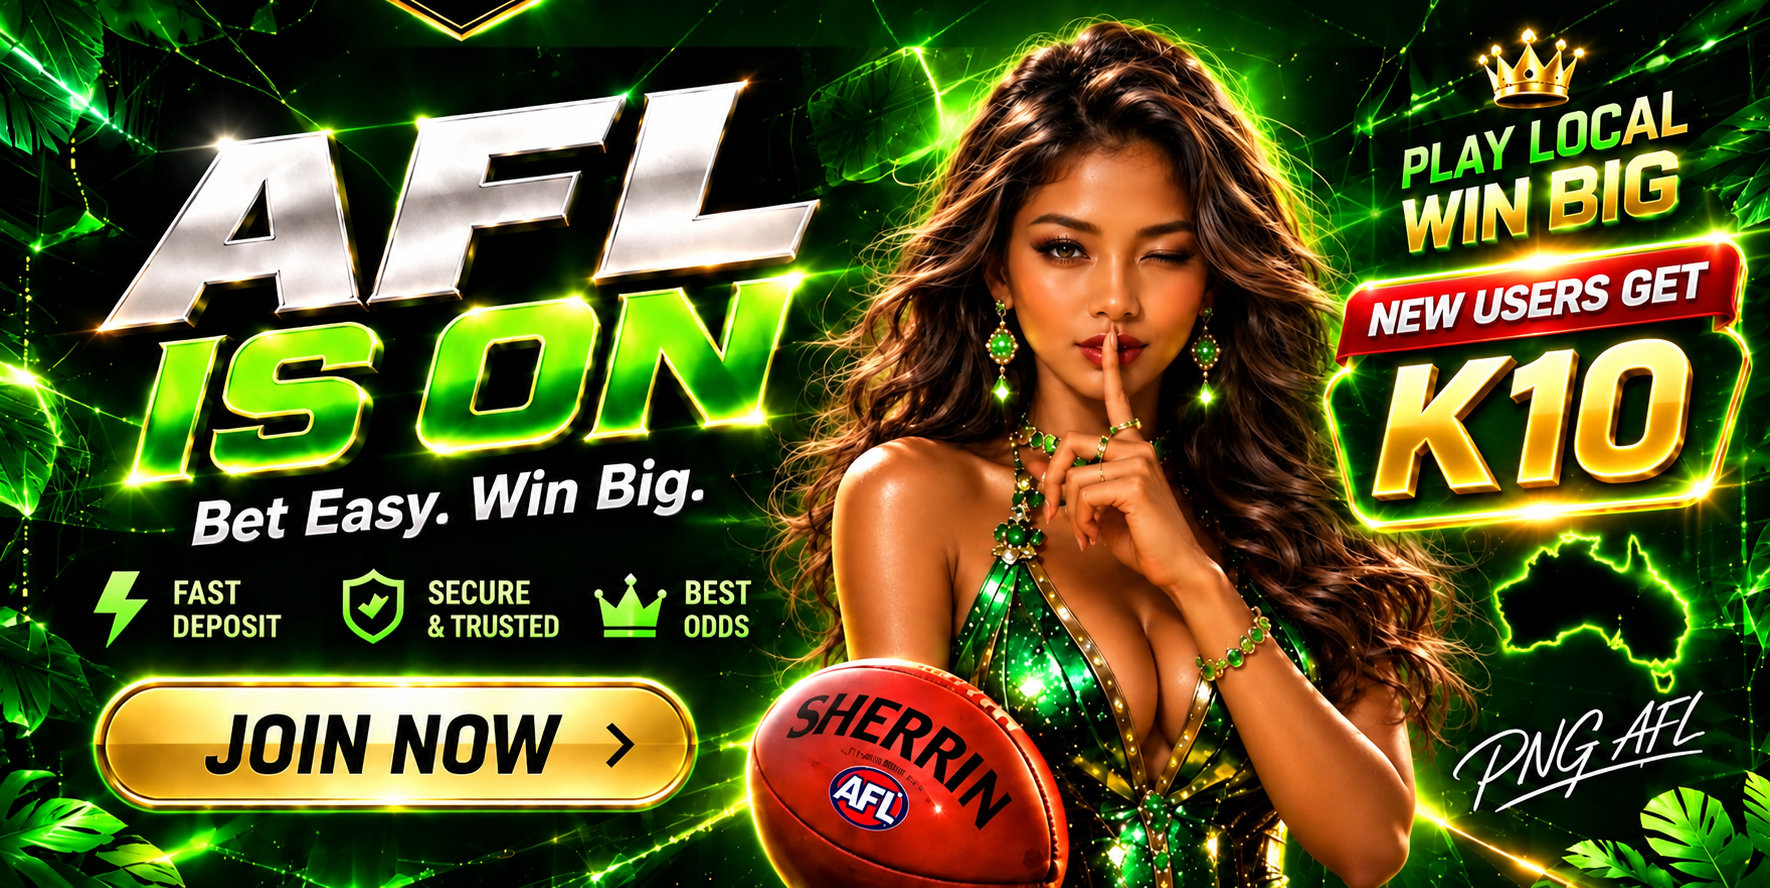 AFL
IS ON
Bet Easy. Win Big.
FAST
DEPOSIT
SECURE
& TRUSTED
BEST
ODDS
JOIN NOW
SHERRIN
AFL
PLAY LOCAL
WIN BIG
NEW USERS GET
K10
PNG AFL